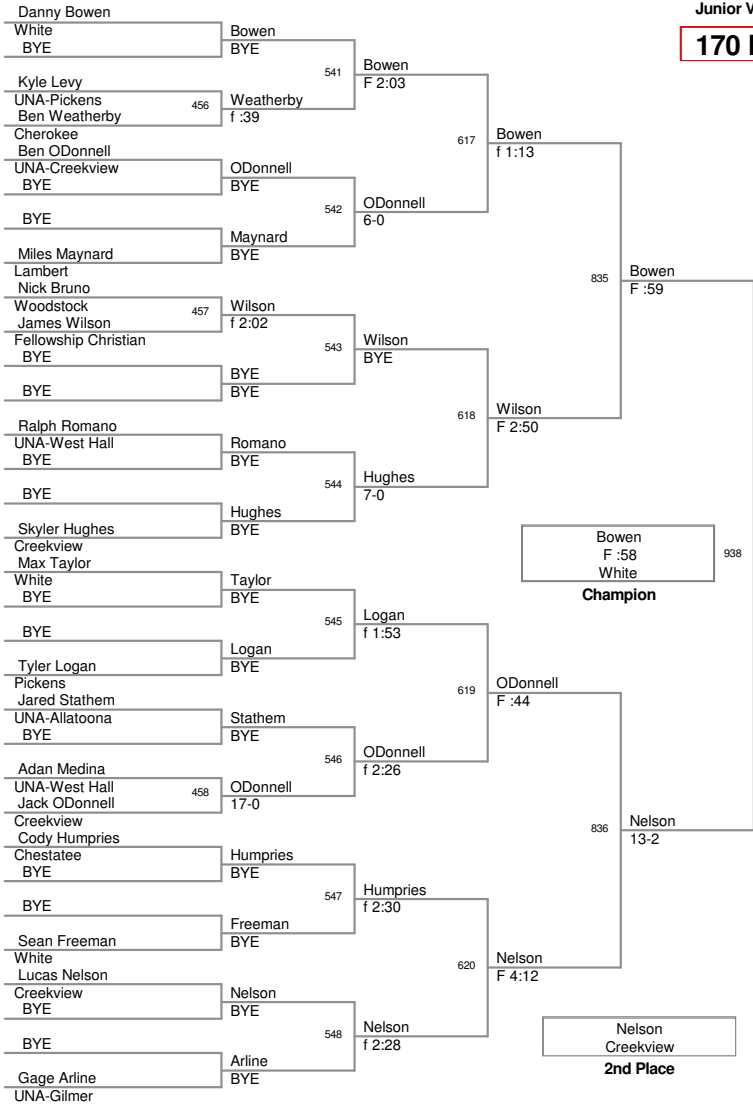 Junior V
170
Danny Bowen
White
BYE
Kyle Levy
UNA-Pickens
Ben Weatherby
Cherokee
Ben ODonnell
UNA-Creekview
BYE
BYE
Miles Maynard
Lambert
Nick Bruno
Woodstock
James Wilson
Fellowship Christian
BYE
BYE
Ralph Romano
UNA-West Hall
BYE
BYE
Skyler Hughes
Creekview
Max Taylor
White
BYE
BYE
Tyler Logan
Pickens
Jared Stathem
UNA-Allatoona
BYE
Adan Medina
UNA-West Hall
Jack ODonnell
Creekview
Cody Humpries
Chestatee
BYE
BYE
Sean Freeman
White
Lucas Nelson
Creekview
BYE
BYE
Gage Arline
UNA-Gilmer
Bowen
BYE
456
Weatherby
f :39
ODonnell
BYE
Maynard
BYE
457
Wilson
f 2:02
BYE
BYE
Romano
BYE
Hughes
BYE
Taylor
BYE
Logan
BYE
Stathem
BYE
458
ODonnell
17-0
Humpries
BYE
Freeman
BYE
Nelson
BYE
Arline
BYE
541
Bowen
F 2:03
542
ODonnell
6-0
543
Wilson
BYE
544
Hughes
7-0
545
Logan
f 1:53
546
ODonnell
f 2:26
547
Humpries
f 2:30
548
Nelson
f 2:28
617
Bowen
f 1:13
618
Wilson
F 2:50
619
ODonnell
F :44
620
Nelson
F 4:12
835
Bowen
F :59
836
Nelson
13-2
Bowen
F :58
White
938
Champion
Nelson
Creekview
2nd Place